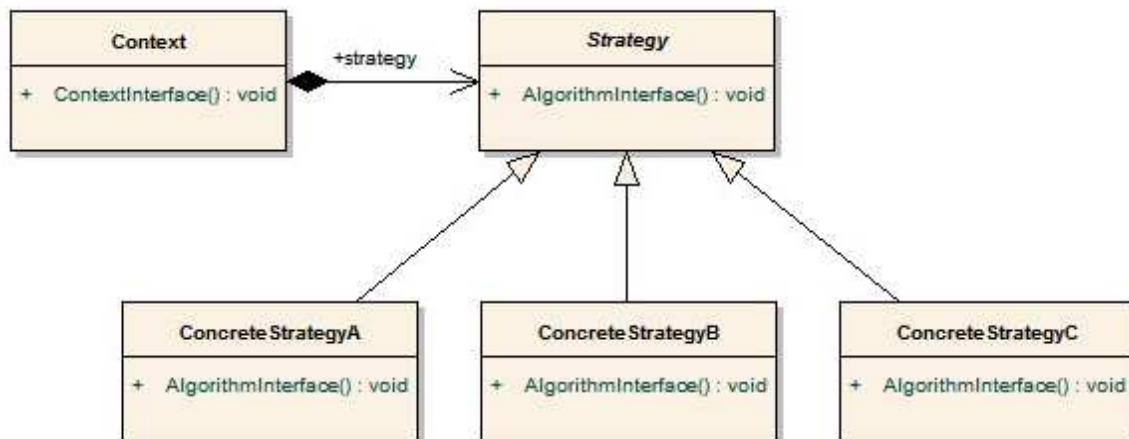 Context
+ ContextInterface() : void
+strategy
Strategy
+ AlgorithmInterface() : void
ConcreteStrategyA
+ AlgorithmInterface() : void
ConcreteStrategyB
+ AlgorithmInterface() : void
ConcreteStrategyC
+ AlgorithmInterface() : void